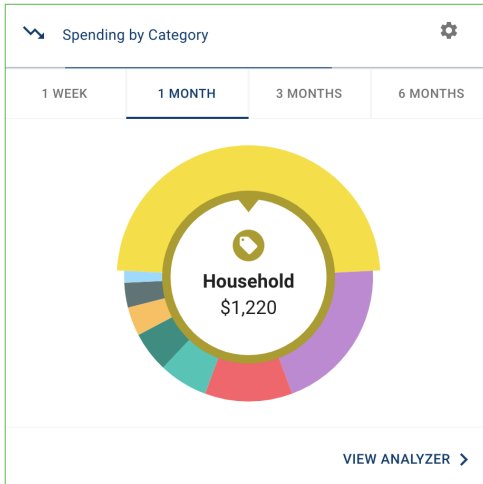 Spending by Category
1 WEEK
1 MONTH
3 MONTHS
6 MONTHS
Household
$1,220
VIEW ANALYZER